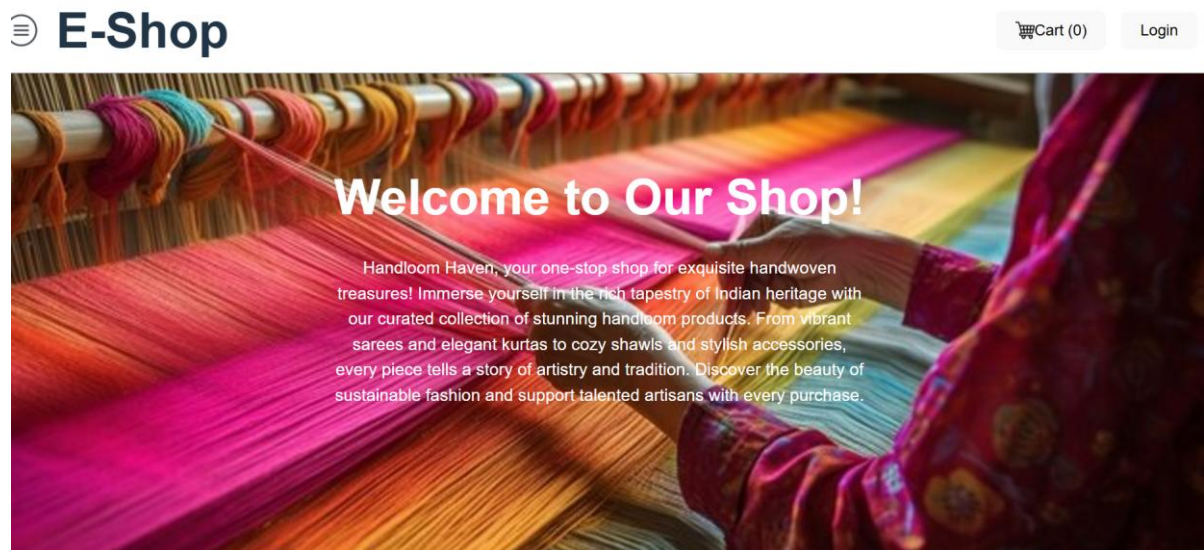 E-Shop
Cart (0)
Login
Welcome to Our Shop!
Handloom Haven, your one-stop shop for exquisite handwoven
treasures! Immerse yourself in the rich tapestry of Indian heritage with
our curated collection of stunning handloom products. From vibrant
sarees and elegant kurtas to cozy shawls and stylish accessories,
every piece tells a story of artistry and tradition. Discover the beauty of
sustainable fashion and support talented artisans with every purchase.